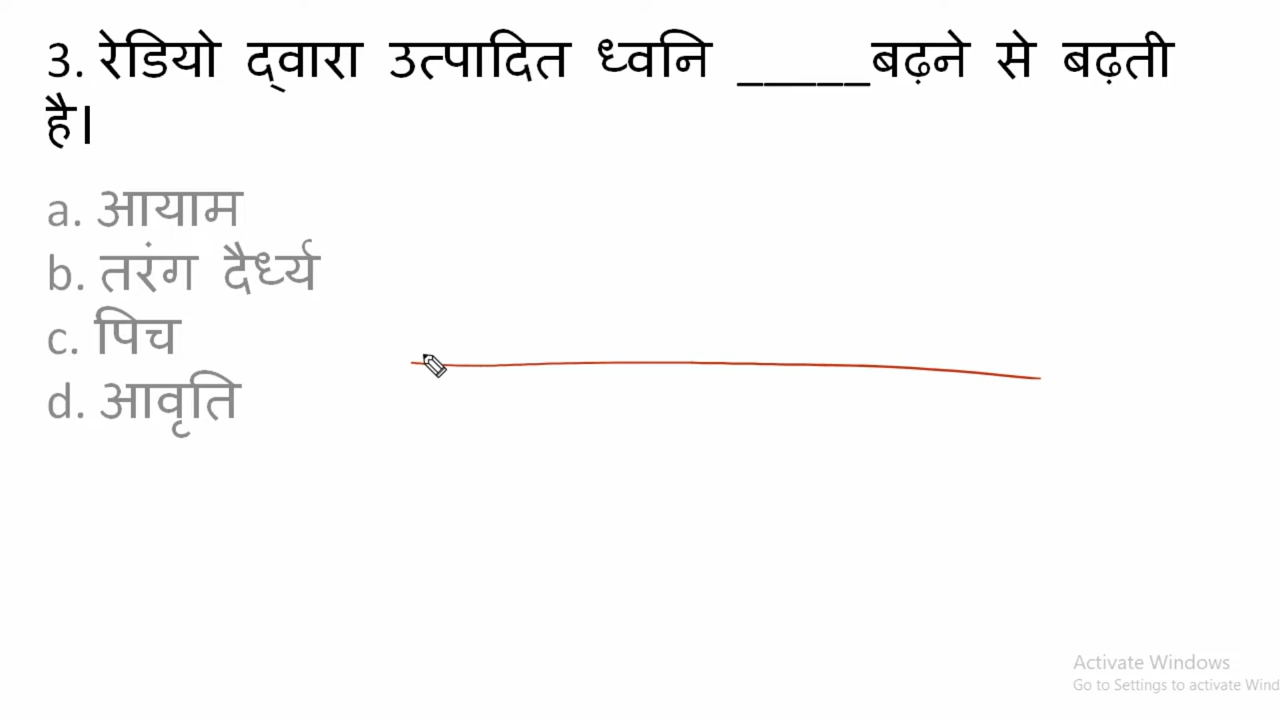 3. रेडियो द्वारा उत्पादित ध्वनि _____बढ़ने से बढ़ती
है।
a. आयाम
b. तरंग दैर्ध्य
c. पिच
d. आवृति
Activate Windows
Go to Settings to activate Wind